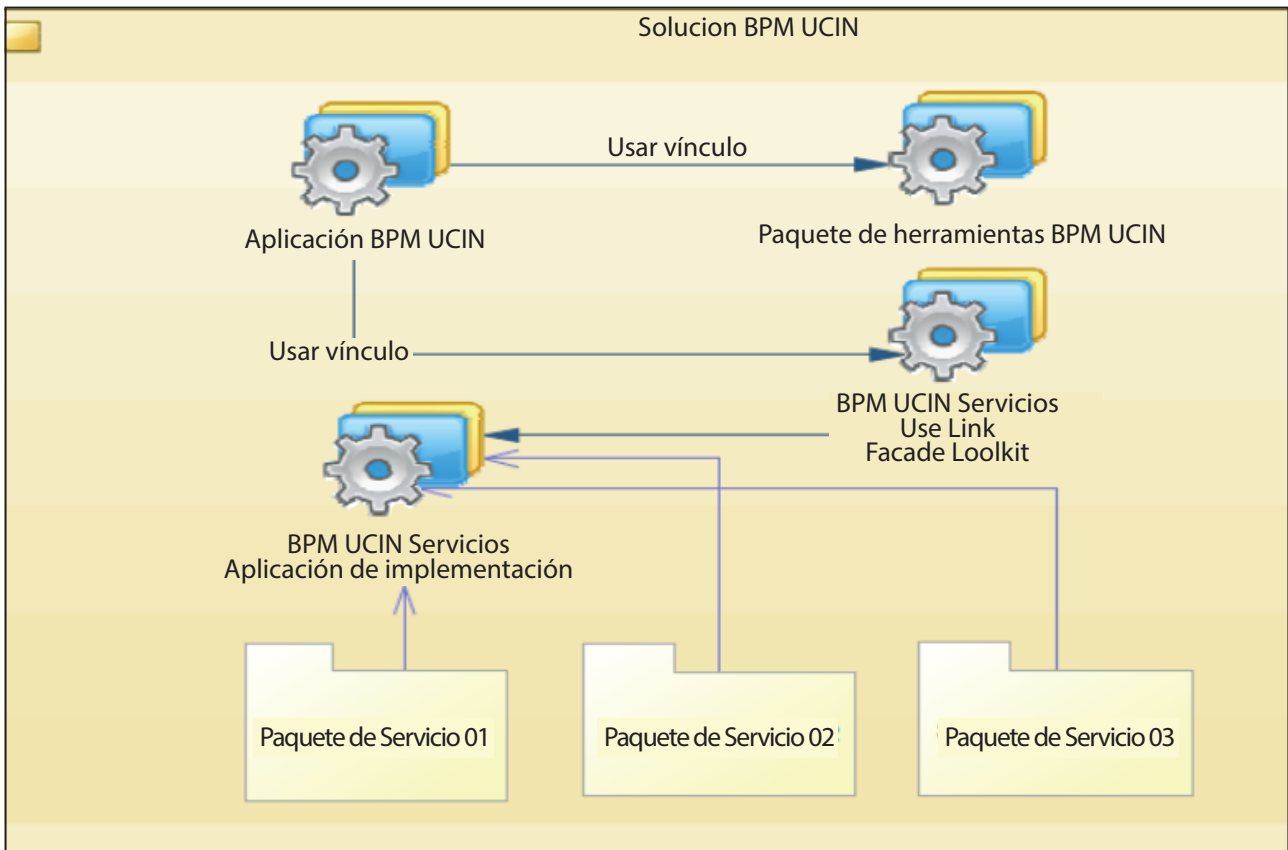 Solucion BPM UCIN
Usar vínculo
Aplicación BPM UCIN
Paquete de herramientas BPM UCIN
Usar vínculo
BPM UCIN Servicios
Use Link
Facade Loolkit
BPM UCIN Servicios
Aplicación de implementación
Paquete de Servicio 01
Paquete de Servicio 02
Paquete de Servicio 03